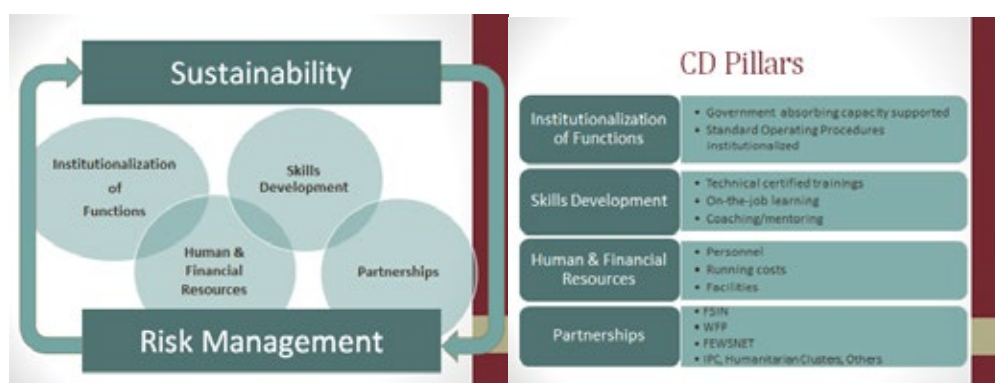 Sustainability
Institutionalization
of
Functions
Skills
Development
Human &
Financial
Resources
Partnerships
Risk Management
CD Pillars
Institutionalization
of Functions
• Government absorbing capacity supported
• Standard Operating Procedures
institutionalized
Skills Development
• Technical certified trainings
• On-the-job learning
• Coaching/mentoring
Human & Financial
Resources
• Personnel
• Running costs
• Facilities
Partnerships
• FSIN
• WFP
• FEWSNET
• IPC, Humanitarian Clusters, Others